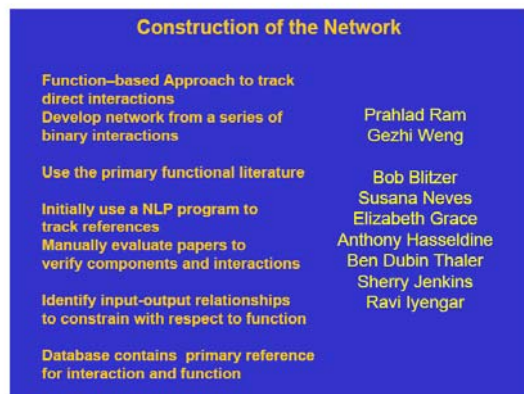 Construction of the Network
Function–based Approach to track
direct interactions
Develop network from a series of
binary interactions
Use the primary functional literature
Initially use a NLP program to
track references
Manually evaluate papers to
verify components and interactions
Identify input-output relationships
to constrain with respect to function
Database contains primary reference
for interaction and function
Prahlad Ram
Gezhi Weng
Bob Blitzer
Susana Neves
Elizabeth Grace
Anthony Hasseldine
Ben Dubin Thaler
Sherry Jenkins
Ravi Iyengar